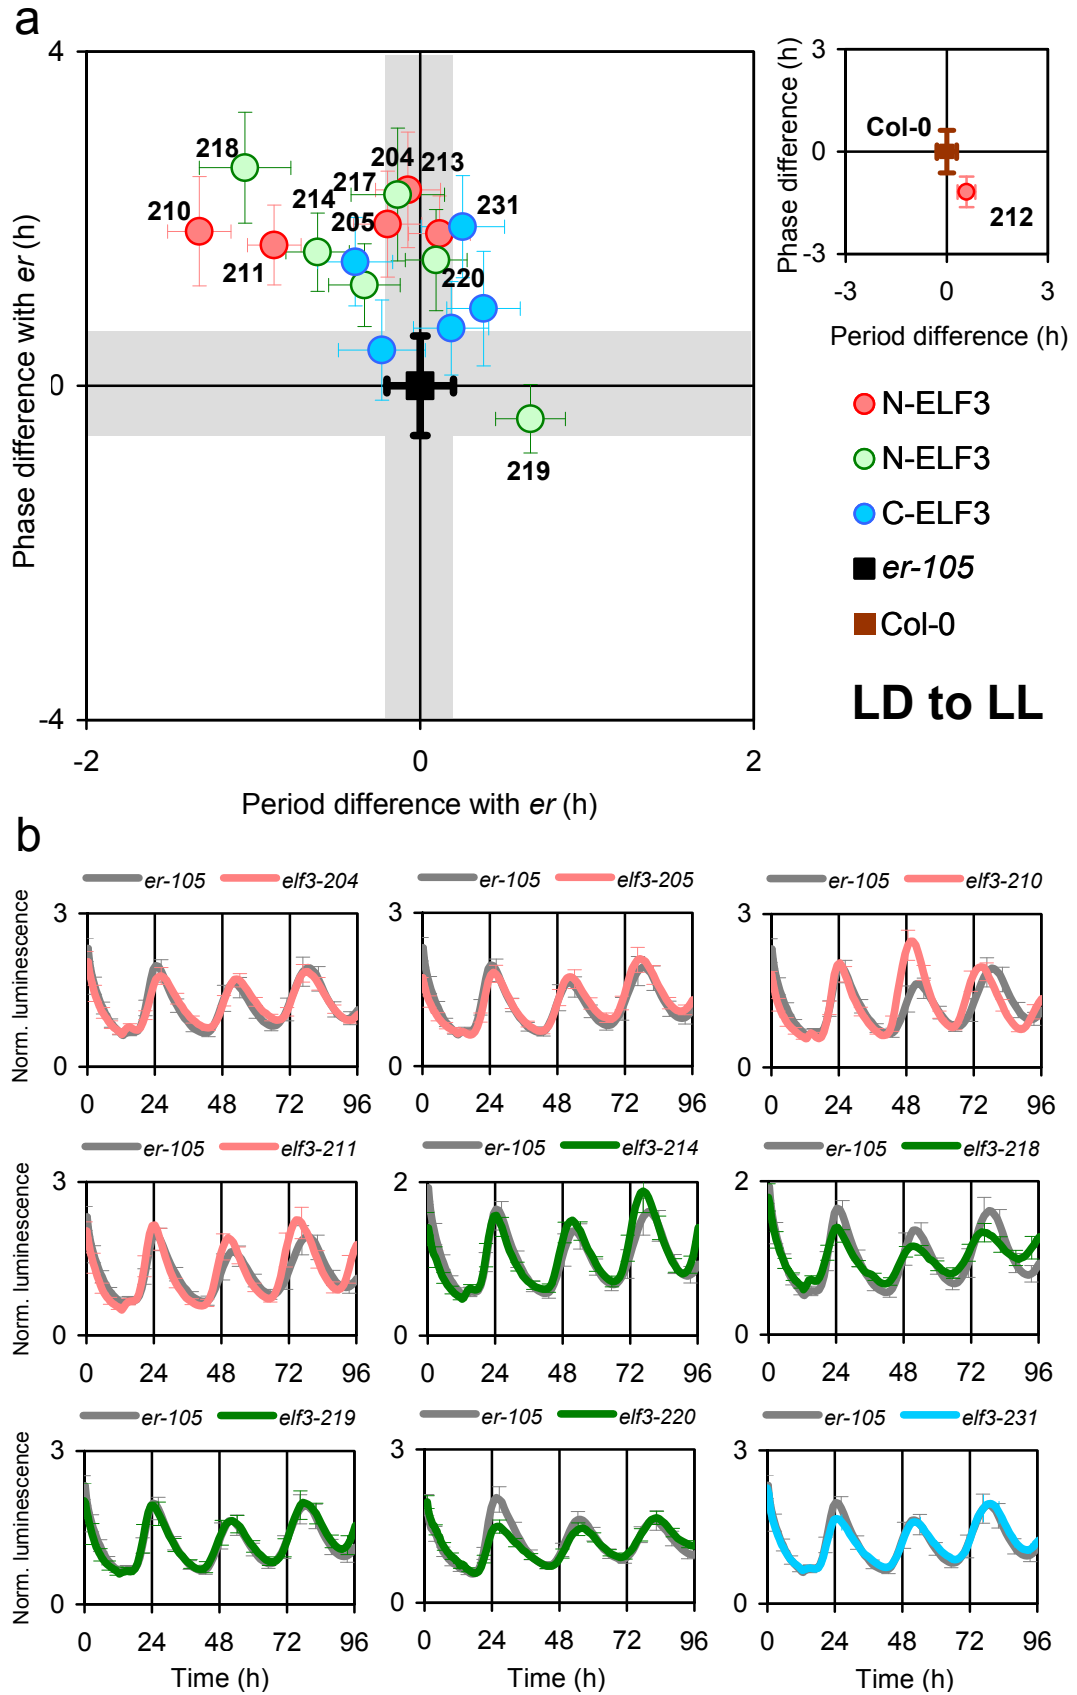 a
4
0
-4
-2
0
2
Phase difference with er (h)
Period difference with er (h)
218
204
213
217
214
210
205
231
211
220
219
3
0
-3
-3
0
3
Phase difference (h)
Period difference (h)
Col-0
212
N-ELF3
N-ELF3
C-ELF3
er-105
Col-0
LD to LL
b
er-105 elf3-204
er-105 elf3-205
er-105 elf3-210
Norm. luminescence
3
0
0 24 48 72 96
3
0
0 24 48 72 96
3
0
0 24 48 72 96
er-105 elf3-211
er-105 elf3-214
er-105 elf3-218
Norm. luminescence
3
0
0 24 48 72 96
2
0
0 24 48 72 96
2
0
0 24 48 72 96
er-105 elf3-219
er-105 elf3-220
er-105 elf3-231
Norm. luminescence
3
0
0 24 48 72 96
3
0
0 24 48 72 96
3
0
0 24 48 72 96
Time (h)
Time (h)
Time (h)